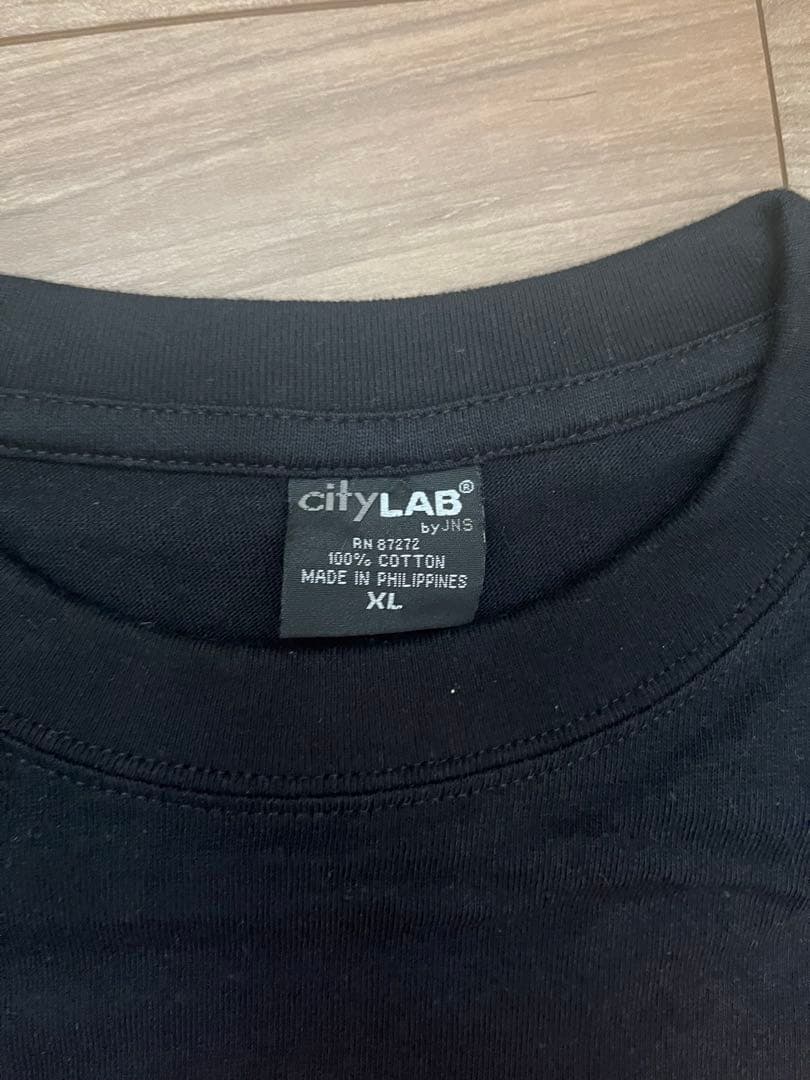 cityLAB®
by JNS
RN 87272
100% COTTON
MADE IN PHILIPPINES
XL